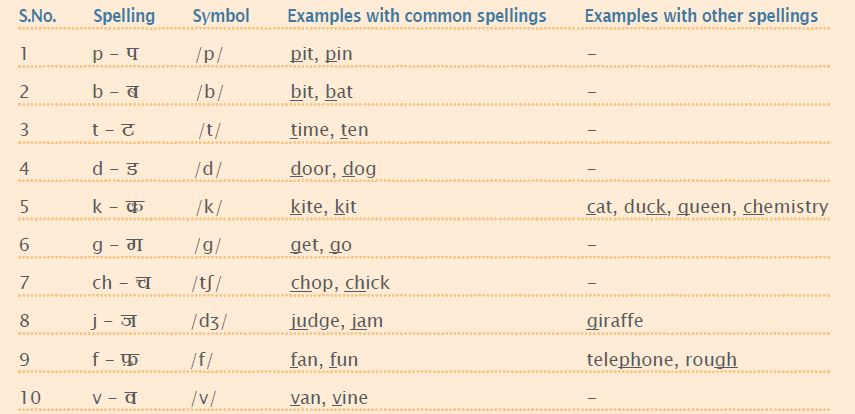 S.No. Spelling Symbol Examples with common spellings Examples with other spellings
1 p – प /p/ pit, pin –
2 b – ब /b/ bit, bat –
3 t – ट /t/ time, ten –
4 d – ड /d/ door, dog –
5 k – क /k/ kite, kit cat, duck, queen, chemistry
6 g – ग /g/ get, go –
7 ch – च /tʃ/ chop, chick –
8 j – ज /dʒ/ judge, jam giraffe
9 f – फ़ /f/ fan, fun telephone, rough
10 v – व /v/ van, vine –